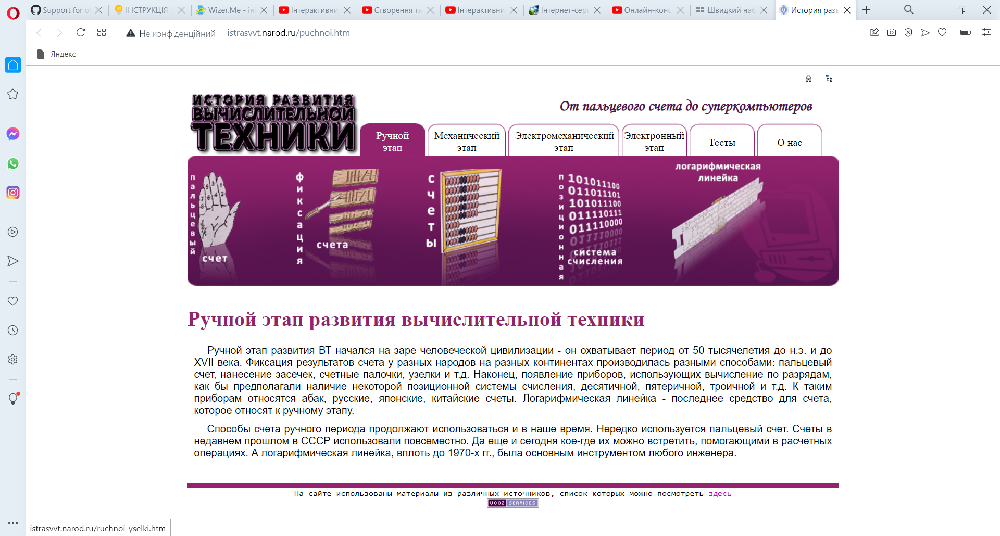 Support for o
ІНСТРУКЦІЯ |
Wizer.Me - ін
Інтерактивни
Створення та
Інтерактивни
Інтернет-серв
Онлайн-конс
Швидкий наб
История разв
Не конфіденційний istrasvvt.narod.ru/puchnoi.htm
Яндекс
ИСТОРИЯ РАЗВИТИЯ
ВЫЧИСЛИТЕЛЬНОЙ
ТЕХНИКИ
От пальцевого счета до суперкомпьютеров
Ручной этап
Механический этап
Электромеханический этап
Электронный этап
Тесты
О нас
пальцевый
счет
фиксация
счета
счеты
позиционная
101011100
011011101
101011100
011110111
011110000
011110000
система
счисления
логарифмическая
линейка
Ручной этап развития вычислительной техники
Ручной этап развития ВТ начался на заре человеческой цивилизации - он охватывает период от 50 тысячелетия до н.э. и до
XVII века. Фиксация результатов счета у разных народов на разных континентах производилась разными способами: пальцевый
счет, нанесение засечек, счетные палочки, узелки и т.д. Наконец, появление приборов, использующих вычисление по разрядам,
как бы предполагали наличие некоторой позиционной системы счисления, десятичной, пятеричной, троичной и т.д. К таким
приборам относятся абак, русские, японские, китайские счеты. Логарифмическая линейка - последнее средство для счета,
которое относят к ручному этапу.
Способы счета ручного периода продолжают использоваться и в наше время. Нередко используется пальцевый счет. Счеты в
недавнем прошлом в СССР использовали повсеместно. Да еще и сегодня кое-где их можно встретить, помогающими в расчетных
операциях. А логарифмическая линейка, вплоть до 1970-х гг., была основным инструментом любого инженера.
На сайте использованы материалы из различных источников, список которых можно посмотреть здесь
UCOZ SERVICES
istrasvvt.narod.ru/ruchnoi_yselki.htm